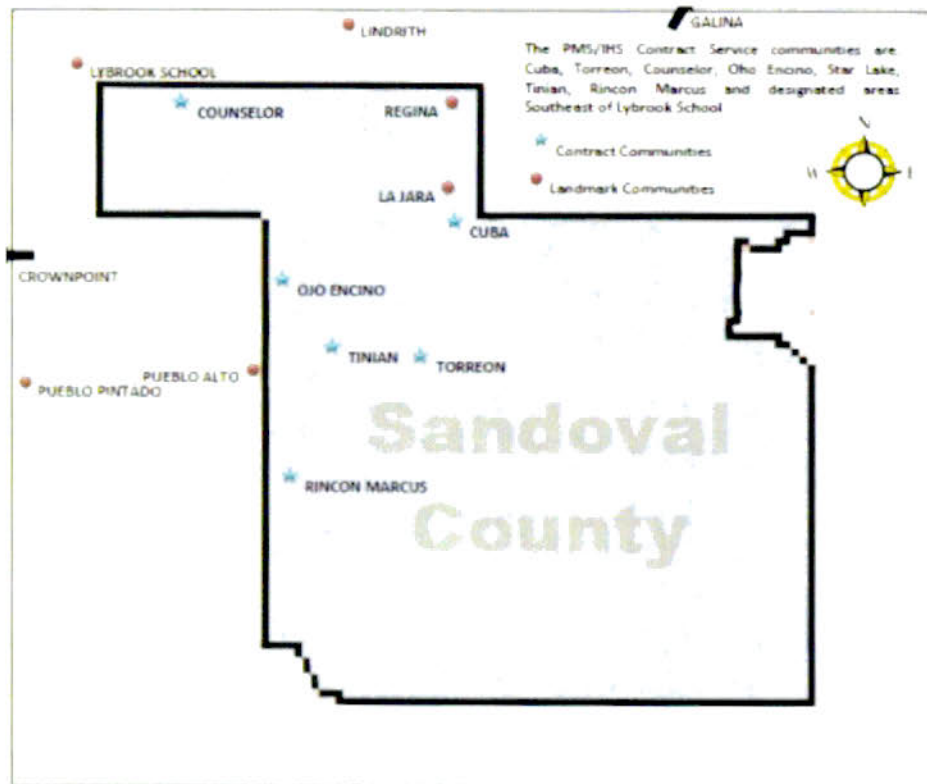 LINDRITH
GALINA
The PMS/IHS Contract Service communities are
Cuba, Torreon, Counselor, Oho Encino, Star Lake,
Tinian, Rincon Marcus and designated areas
Southeast of Lybrook School
LYBROOK SCHOOL
COUNSELOR
REGINA
Contract Communities
N
W
E
Landmark Communities
LA JARA
CUBA
CROWNPOINT
OJO ENCINO
TINIAN
TORREON
PUEBLO ALTO
PUEBLO PINTADO
Sandoval
County
RINCON MARCUS